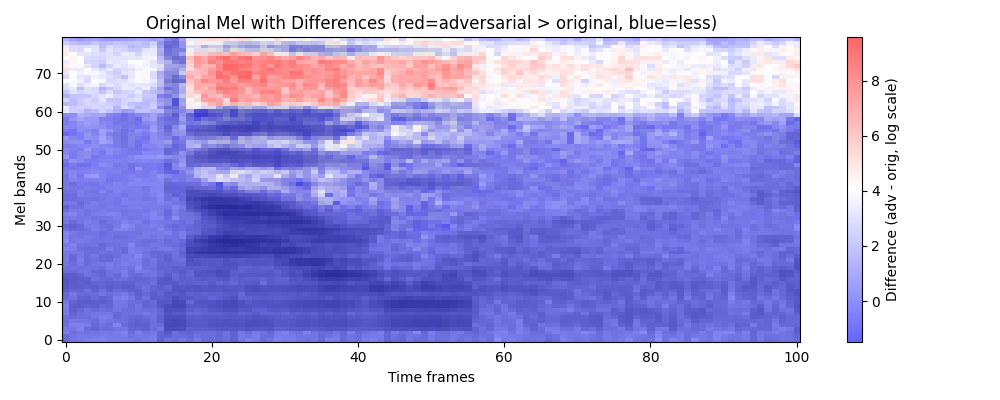 Original Mel with Differences (red=adversarial > original, blue=less)
70
60
50
40
30
20
10
0
Mel bands
0 20 40 60 80 100
Time frames
8
6
4
2
0
Difference (adv - orig, log scale)